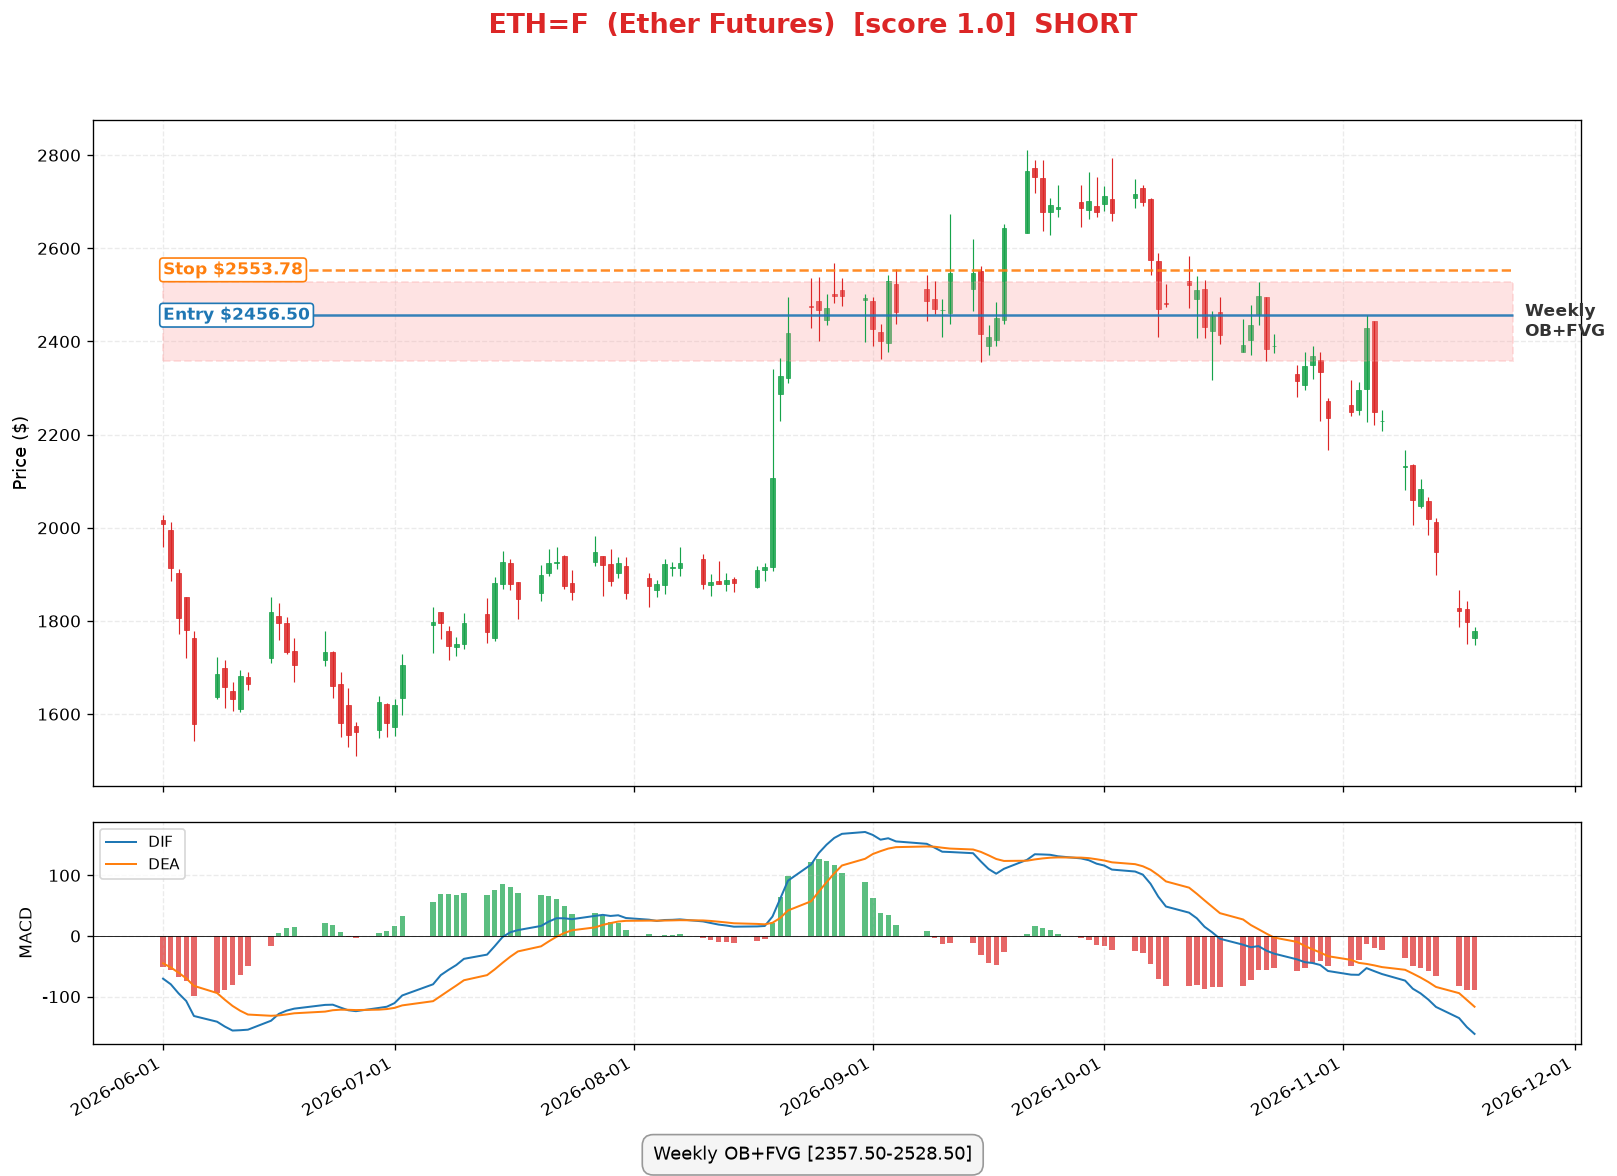 ETH=F  (Ether Futures)  [score 1.0]  SHORT
2800
2600
2400
2200
2000
1800
1600
Price ($)
Stop $2553.78
Entry $2456.50
Weekly
OB+FVG
DIF
DEA
100
0
-100
MACD
2026-06-01
2026-07-01
2026-08-01
2026-09-01
2026-10-01
2026-11-01
2026-12-01
Weekly OB+FVG [2357.50-2528.50]